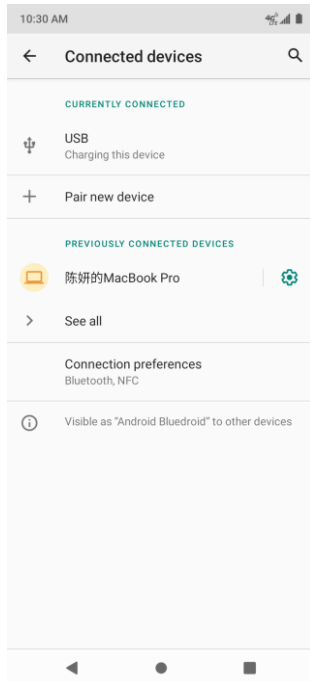 10:30 AM
Connected devices
CURRENTLY CONNECTED
USB
Charging this device
Pair new device
PREVIOUSLY CONNECTED DEVICES
陈妍的MacBook Pro
See all
Connection preferences
Bluetooth, NFC
Visible as “Android Bluedroid” to other devices